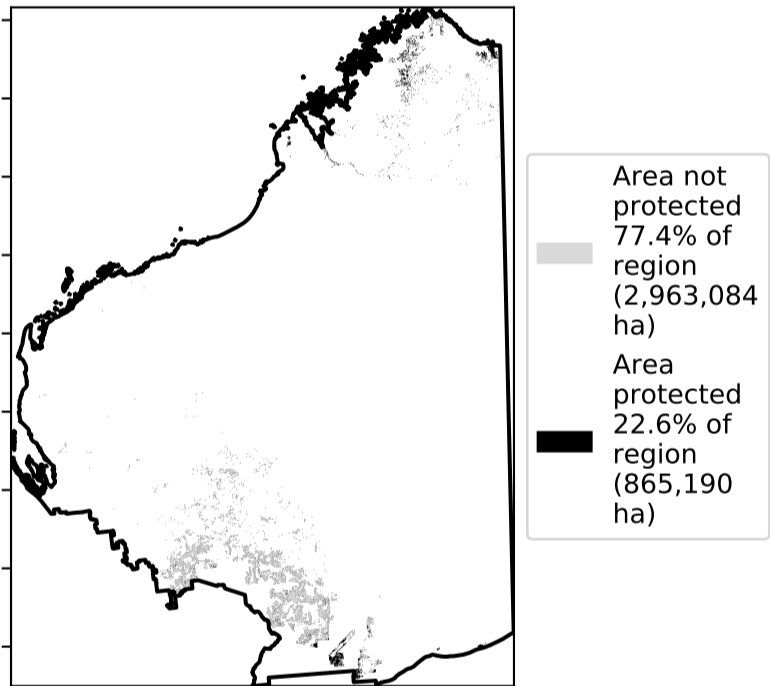 Area not
protected
77.4% of
region
(2,963,084
ha)
Area
protected
22.6% of
region
(865,190
ha)